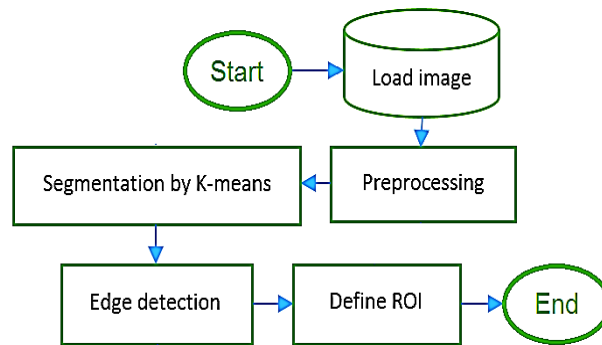 Start
Load image
Preprocessing
Segmentation by K-means
Edge detection
Define ROI
End